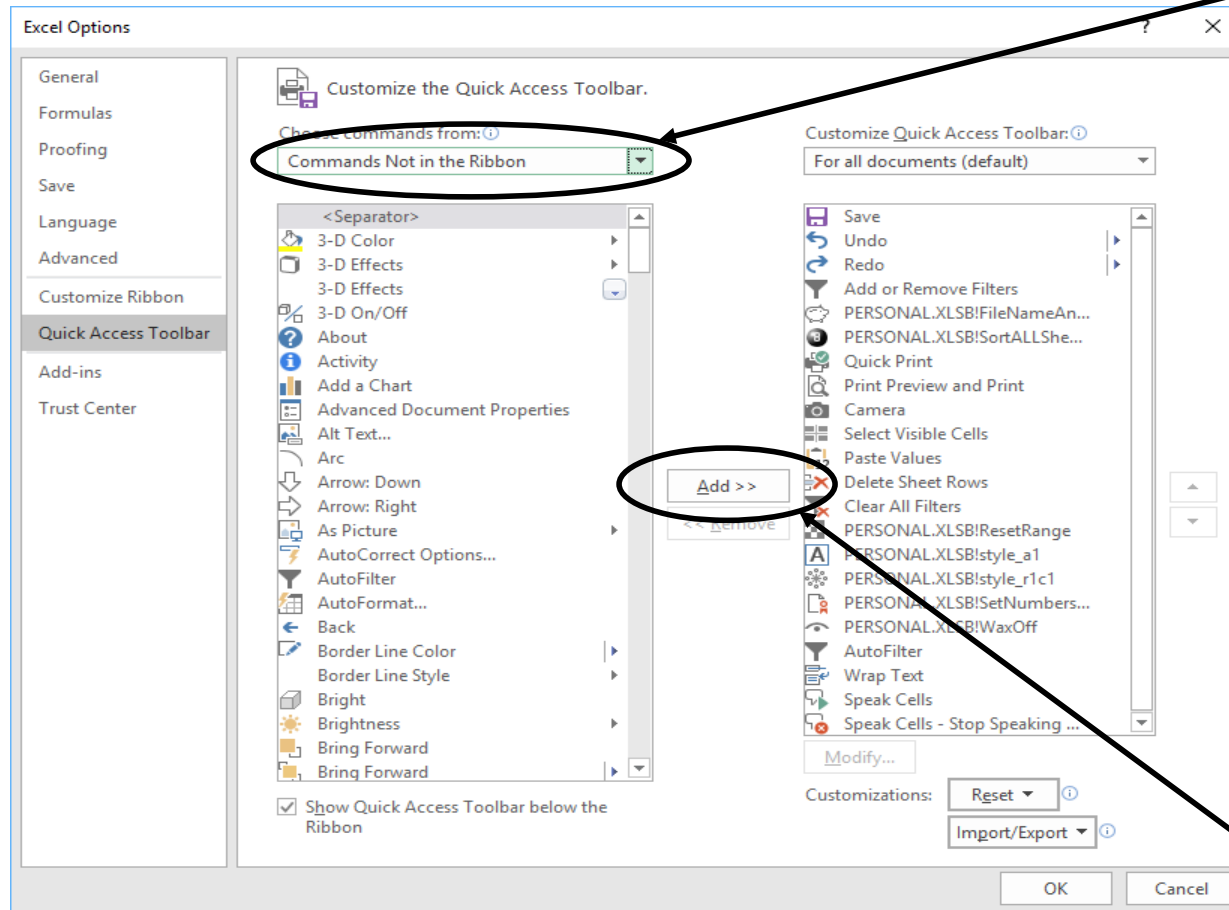 Excel Options
?
General
Formulas
Proofing
Save
Language
Advanced
Customize Ribbon
Quick Access Toolbar
Add-ins
Trust Center
Customize the Quick Access Toolbar.
Choose commands from:
Commands Not in the Ribbon
<Separator>
3-D Color
3-D Effects
3-D Effects
3-D On/Off
About
Activity
Add a Chart
Advanced Document Properties
Alt Text...
Arc
Arrow: Down
Arrow: Right
As Picture
AutoCorrect Options...
AutoFilter
AutoFormat...
Back
Border Line Color
Border Line Style
Bright
Brightness
Bring Forward
Bring Forward
Show Quick Access Toolbar below the
Ribbon
Add >>
<< Remove
Customize Quick Access Toolbar:
For all documents (default)
Save
Undo
Redo
Add or Remove Filters
PERSONAL.XLSB!FileNameAn...
PERSONAL.XLSB!SortALLShe...
Quick Print
Print Preview and Print
Camera
Select Visible Cells
Paste Values
Delete Sheet Rows
Clear All Filters
PERSONAL.XLSB!ResetRange
PERSONAL.XLSB!style_a1
PERSONAL.XLSB!style_r1c1
PERSONAL.XLSB!SetNumbers...
PERSONAL.XLSB!WaxOff
AutoFilter
Wrap Text
Speak Cells
Speak Cells - Stop Speaking ...
Modify...
Customizations:
Reset
Import/Export
OK
Cancel